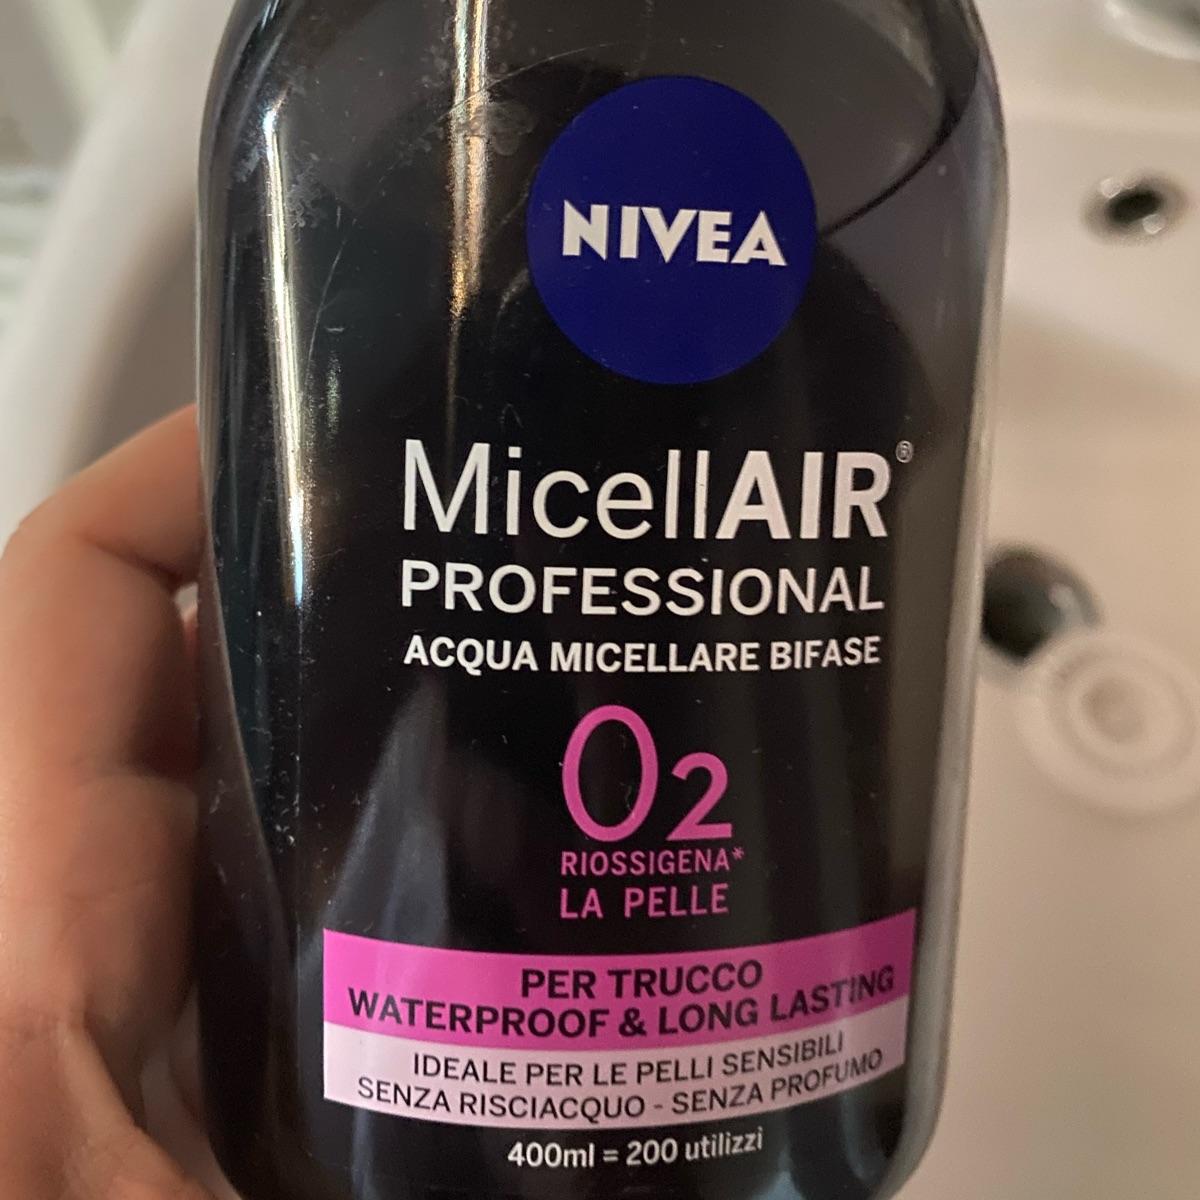 NIVEA
MicellAIR®
PROFESSIONAL
ACQUA MICELLARE BIFASE
O2
RIOSSIGENA*
LA PELLE
PER TRUCCO
WATERPROOF & LONG LASTING
IDEALE PER LE PELLI SENSIBILI
SENZA RISCIACQUO - SENZA PROFUMO
400ml = 200 utilizzi